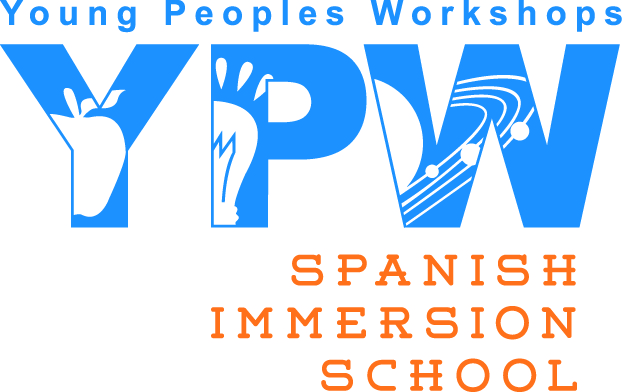 Young Peoples Workshops
YPW
SPANISH
IMMERSION
SCHOOL